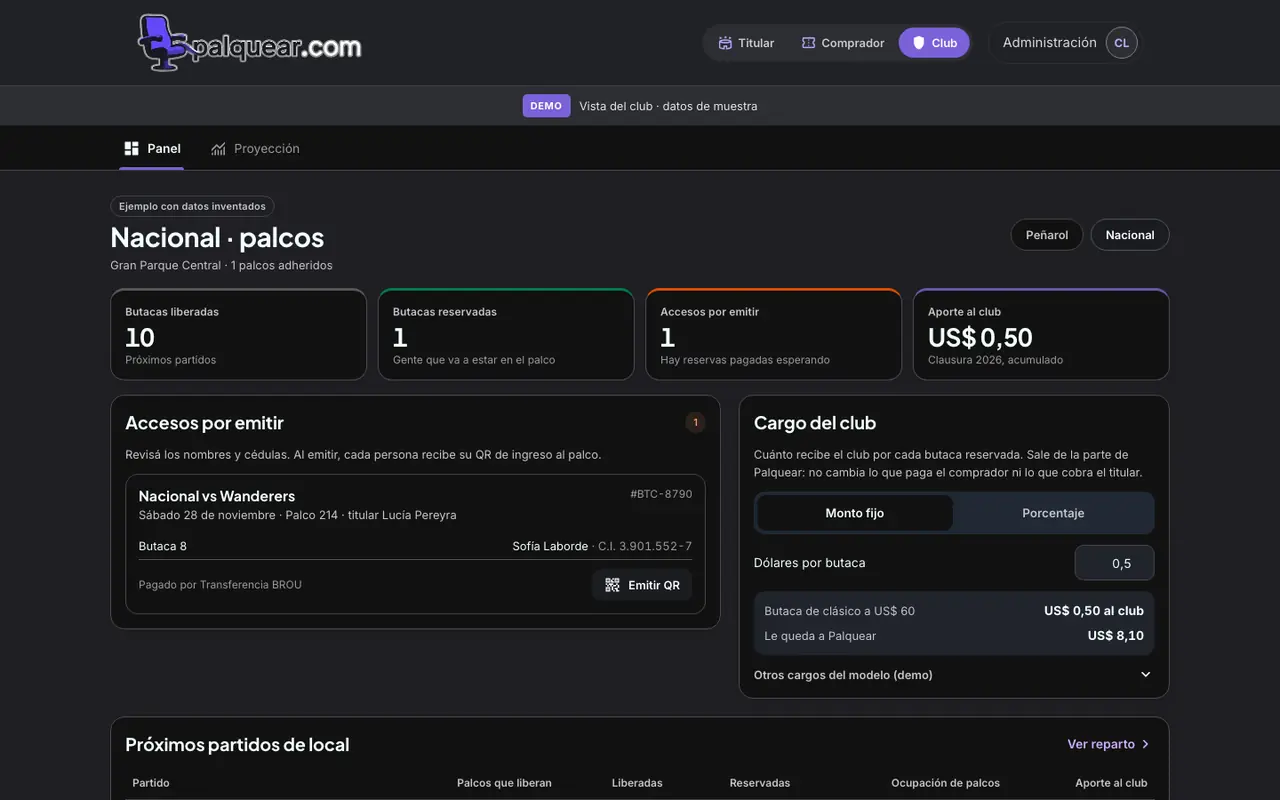 palquear.com
Titular
Comprador
Club
Administración
CL
DEMO
Vista del club · datos de muestra
Panel
Proyección
Ejemplo con datos inventados
Nacional · palcos
Gran Parque Central · 1 palcos adheridos
Peñarol
Nacional
Butacas liberadas
10
Próximos partidos
Butacas reservadas
1
Gente que va a estar en el palco
Accesos por emitir
1
Hay reservas pagadas esperando
Aporte al club
US$ 0,50
Clausura 2026, acumulado
Accesos por emitir
1
Revisá los nombres y cédulas. Al emitir, cada persona recibe su QR de ingreso al palco.
Nacional vs Wanderers
#BTC-8790
Sábado 28 de noviembre · Palco 214 · titular Lucía Pereyra
Butaca 8
Sofía Laborde · C.I. 3.901.552-7
Pagado por Transferencia BROU
Emitir QR
Cargo del club
Cuánto recibe el club por cada butaca reservada. Sale de la parte de
Palquear: no cambia lo que paga el comprador ni lo que cobra el titular.
Monto fijo
Porcentaje
Dólares por butaca
0,5
Butaca de clásico a US$ 60
US$ 0,50 al club
Le queda a Palquear
US$ 8,10
Otros cargos del modelo (demo)
Próximos partidos de local
Ver reparto
Partido
Palcos que liberan
Liberadas
Reservadas
Ocupación de palcos
Aporte al club